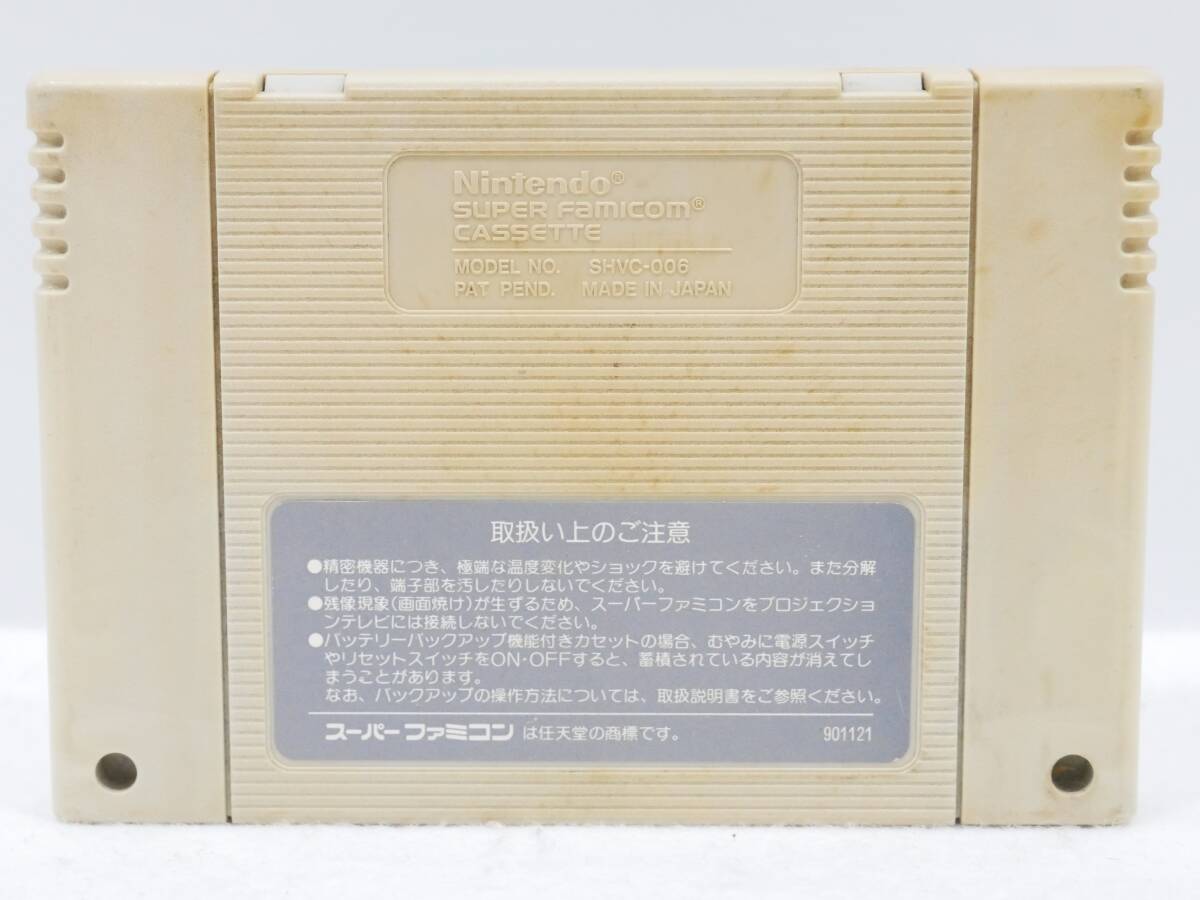 Nintendo®
SUPER FAMICOM®
CASSETTE
MODEL NO. SHVC-006
PAT PEND. MADE IN JAPAN
取扱い上のご注意
●精密機器につき、極端な温度変化やショックを避けてください。また分解
したり、端子部を汚したりしないでください。
●残像現象(画面焼け)が生ずるため、スーパーファミコンをプロジェクショ
ンテレビには接続しないでください。
●バッテリーバックアップ機能付きカセットの場合、むやみに電源スイッチ
やリセットスイッチをON・OFFすると、蓄積されている内容が消えてし
まうことがあります。
なお、バックアップの操作方法については、取扱説明書をご参照ください。
スーパーファミコン は任天堂の商標です。 901121